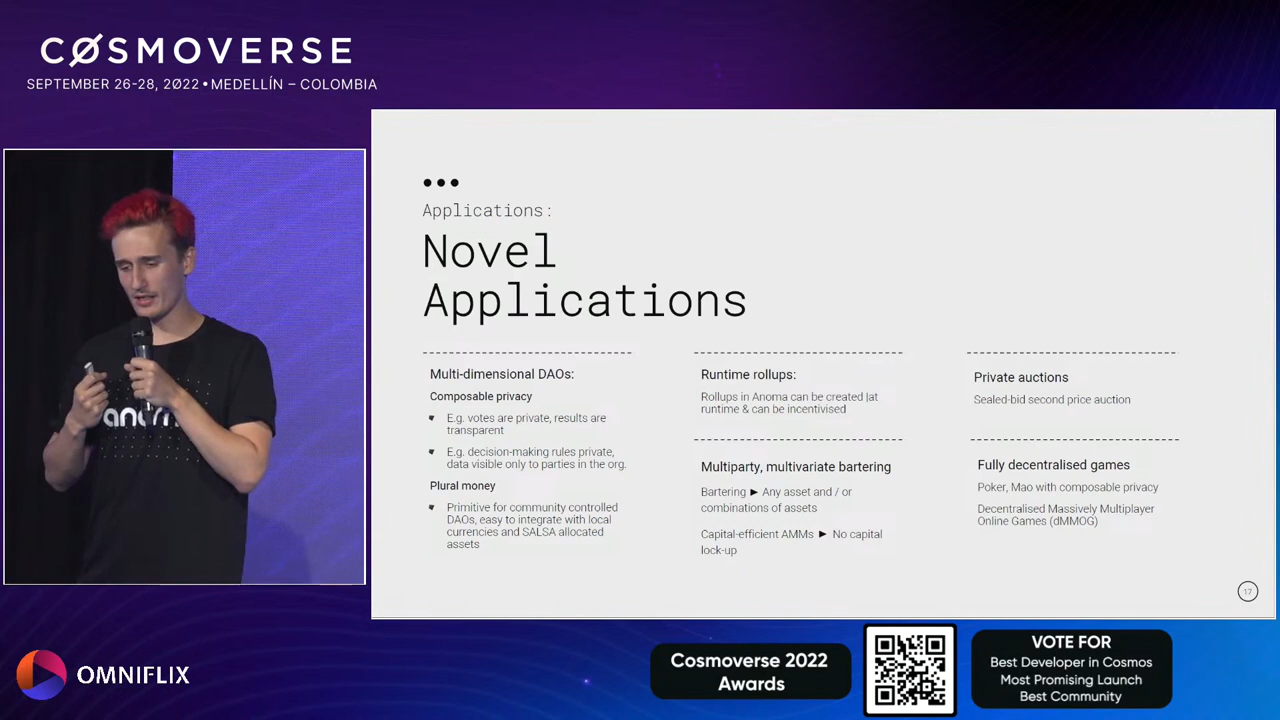 CØSMOVERSE
SEPTEMBER 26-28, 2022 • MEDELLÍN – COLOMBIA
Applications:
Novel
Applications
Multi-dimensional DAOs:
Composable privacy
E.g. votes are private, results are
transparent
E.g. decision-making rules private,
data visible only to parties in the org.
Plural money
Primitive for community controlled
DAOs, easy to integrate with local
currencies and SALSA allocated
assets
Runtime rollups:
Rollups in Anoma can be created |at
runtime & can be incentivised
Multiparty, multivariate bartering
Bartering ► Any asset and / or
combinations of assets
Capital-efficient AMMs ► No capital
lock-up
Private auctions
Sealed-bid second price auction
Fully decentralised games
Poker, Mao with composable privacy
Decentralised Massively Multiplayer
Online Games (dMMOG)
17
OMNIFLIX
Cosmoverse 2022
Awards
VOTE FOR
Best Developer in Cosmos
Most Promising Launch
Best Community